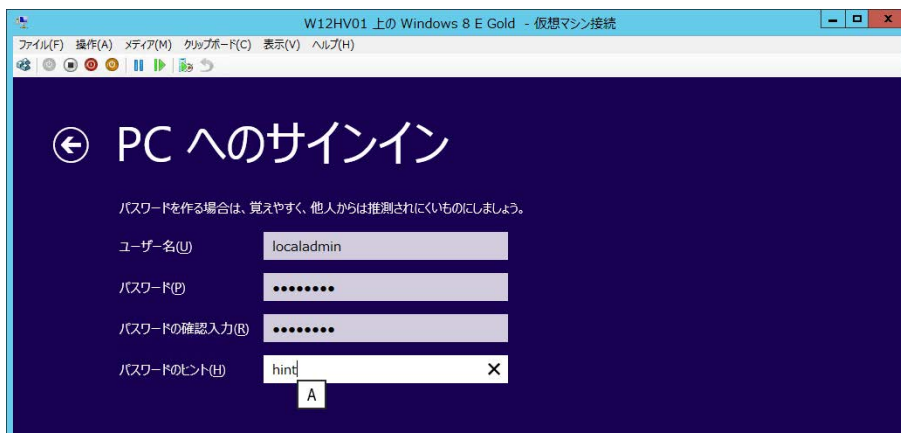 W12HV01 上の Windows 8 E Gold - 仮想マシン接続
ファイル(F) 操作(A) メディア(M) クリップボード(C) 表示(V) ヘルプ(H)
PC へのサインイン
パスワードを作る場合は、覚えやすく、他人からは推測されにくいものにしましょう。
ユーザー名(U) localadmin
パスワード(P) ●●●●●●●●
パスワードの確認入力(R) ●●●●●●●●
パスワードのヒント(H) hint
A